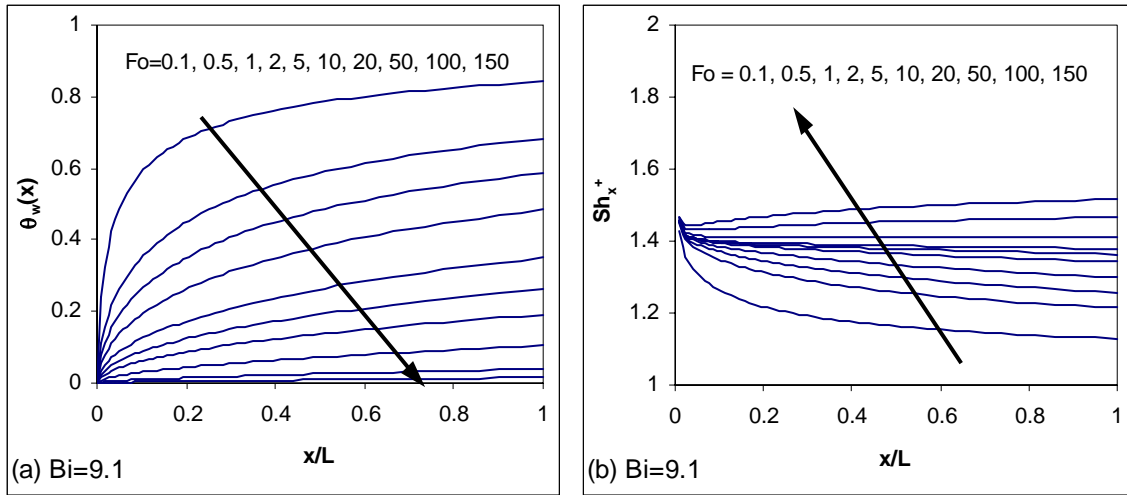 1
0.8
0.6
0.4
0.2
0
θw(x)
Fo=0.1, 0.5, 1, 2, 5, 10, 20, 50, 100, 150
0 0.2 0.4 0.6 0.8 1
x/L
(a) Bi=9.1
2
1.8
1.6
1.4
1.2
1
Shx+
Fo = 0.1, 0.5, 1, 2, 5, 10, 20, 50, 100, 150
0 0.2 0.4 0.6 0.8 1
x/L
(b) Bi=9.1